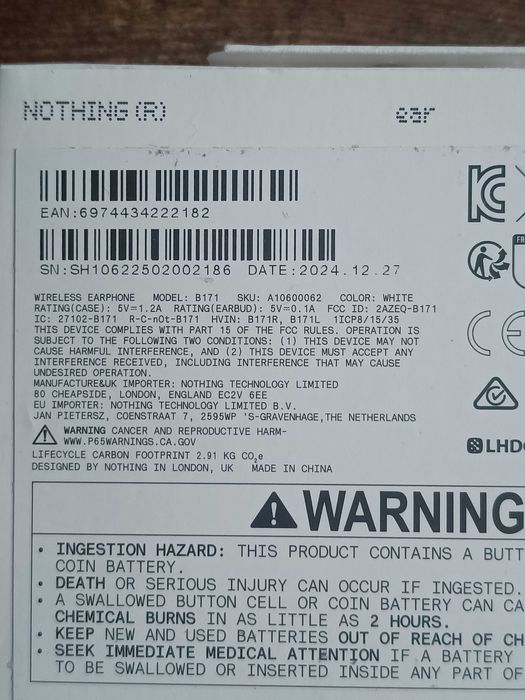 NOTHING (R) ear
EAN:6974434222182
SN:SH10622502002186 DATE:2024.12.27
WIRELESS EARPHONE MODEL: B171 SKU: A10600062 COLOR: WHITE
RATING(CASE): 5V⎓1.2A RATING(EARBUD): 5V⎓0.1A FCC ID: 2AZEQ-B171
IC: 27102-B171 R-C-nOt-B171 HVIN: B171R, B171L 1ICP8/15/35
THIS DEVICE COMPLIES WITH PART 15 OF THE FCC RULES. OPERATION IS
SUBJECT TO THE FOLLOWING TWO CONDITIONS: (1) THIS DEVICE MAY NOT
CAUSE HARMFUL INTERFERENCE, AND (2) THIS DEVICE MUST ACCEPT ANY
INTERFERENCE RECEIVED, INCLUDING INTERFERENCE THAT MAY CAUSE
UNDESIRED OPERATION.
MANUFACTURE&UK IMPORTER: NOTHING TECHNOLOGY LIMITED
80 CHEAPSIDE, LONDON, ENGLAND EC2V 6EE
EU IMPORTER: NOTHING TECHNOLOGY LIMITED B.V.
JAN PIETERSZ, COENSTRAAT 7, 2595WP 'S-GRAVENHAGE,THE NETHERLANDS
WARNING CANCER AND REPRODUCTIVE HARM-
WWW.P65WARNINGS.CA.GOV
LIFECYCLE CARBON FOOTPRINT 2.91 KG CO₂e
DESIGNED BY NOTHING IN LONDON, UK MADE IN CHINA
KC
FR
CE
LHD
WARNING
• INGESTION HAZARD: THIS PRODUCT CONTAINS A BUTT
COIN BATTERY.
• DEATH OR SERIOUS INJURY CAN OCCUR IF INGESTED.
• A SWALLOWED BUTTON CELL OR COIN BATTERY CAN CA
CHEMICAL BURNS IN AS LITTLE AS 2 HOURS.
• KEEP NEW AND USED BATTERIES OUT OF REACH OF CH
• SEEK IMMEDIATE MEDICAL ATTENTION IF A BATTERY
TO BE SWALLOWED OR INSERTED INSIDE ANY PART OF